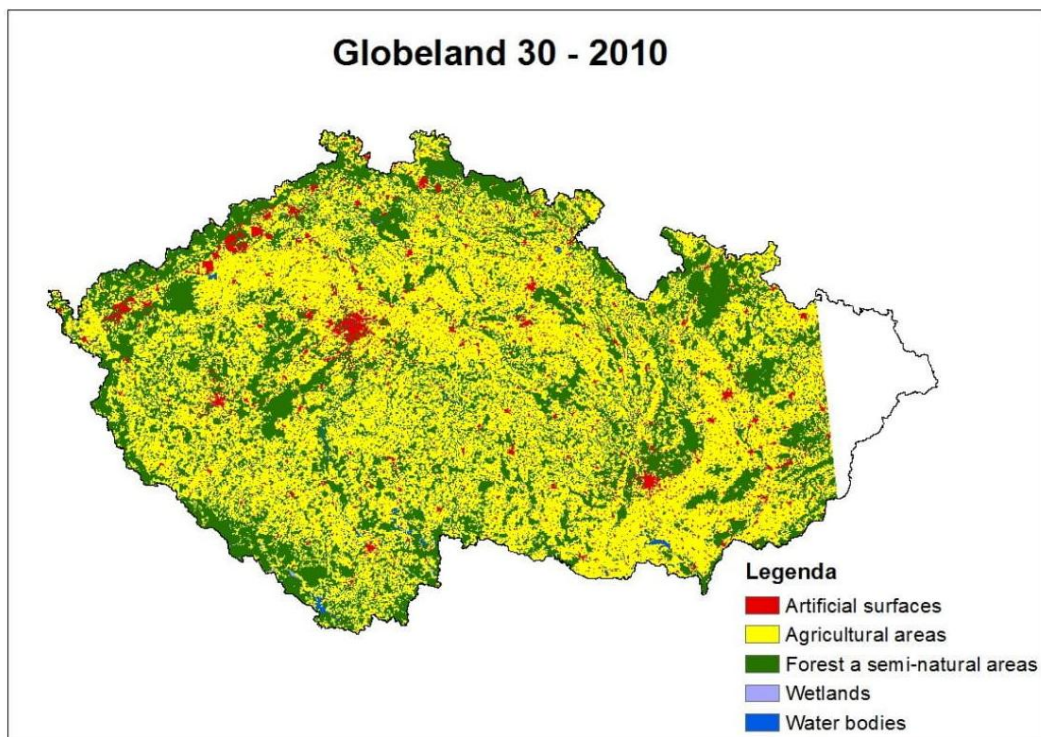 Globeland 30 - 2010
Legenda
Artificial surfaces
Agricultural areas
Forest a semi-natural areas
Wetlands
Water bodies